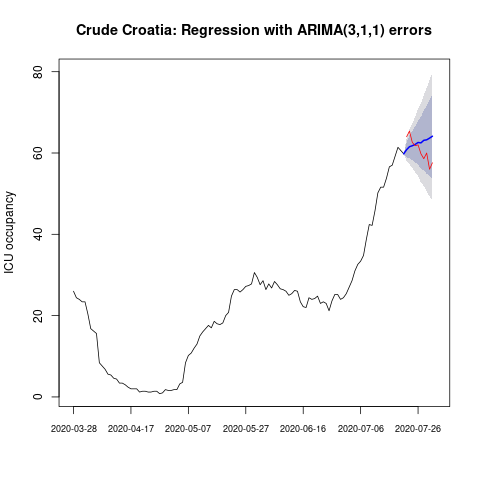 Crude Croatia: Regression with ARIMA(3,1,1) errors
ICU occupancy
80
60
40
20
0
2020-03-28 2020-04-17 2020-05-07 2020-05-27 2020-06-16 2020-07-06 2020-07-26